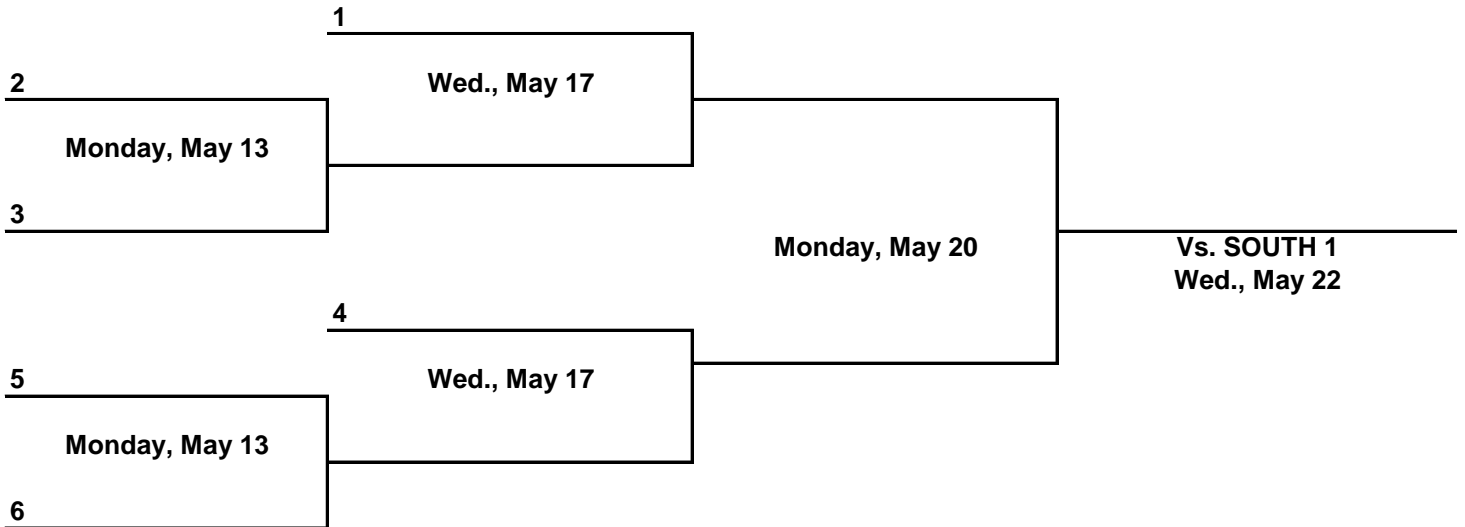 1
2
Wed., May 17
Monday, May 13
3
Monday, May 20
Vs. SOUTH 1
Wed., May 22
4
5
Wed., May 17
Monday, May 13
6